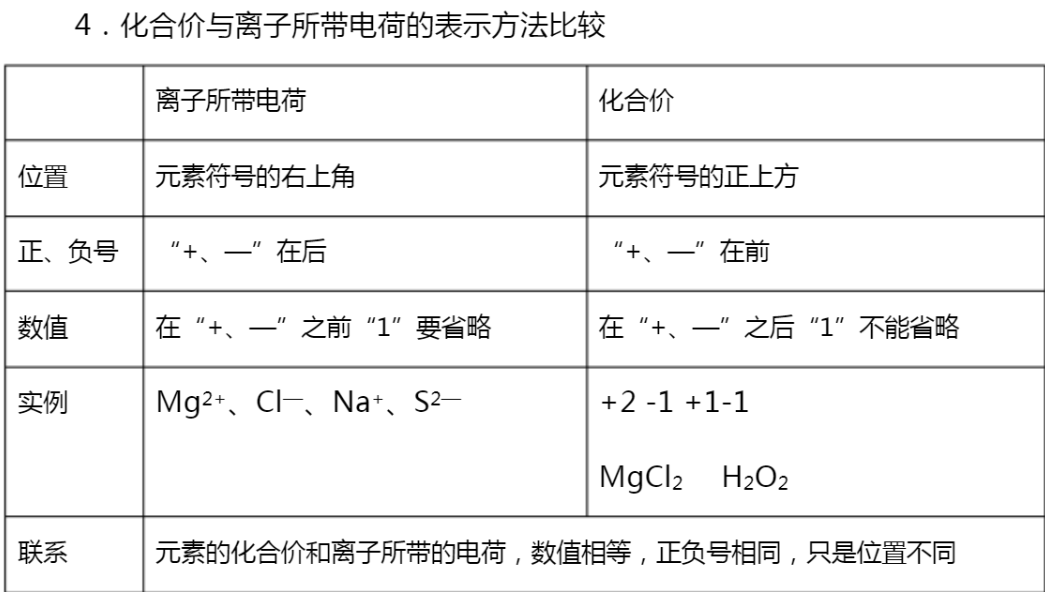 4．化合价与离子所带电荷的表示方法比较
离子所带电荷 化合价
位置 元素符号的右上角 元素符号的正上方
正、负号 “+、—”在后 “+、—”在前
数值 在“+、—”之前“1”要省略 在“+、—”之后“1”不能省略
实例 Mg²⁺、Cl⁻、Na⁺、S²⁻ +2 -1 +1-1
MgCl₂ H₂O₂
联系 元素的化合价和离子所带的电荷，数值相等，正负号相同，只是位置不同